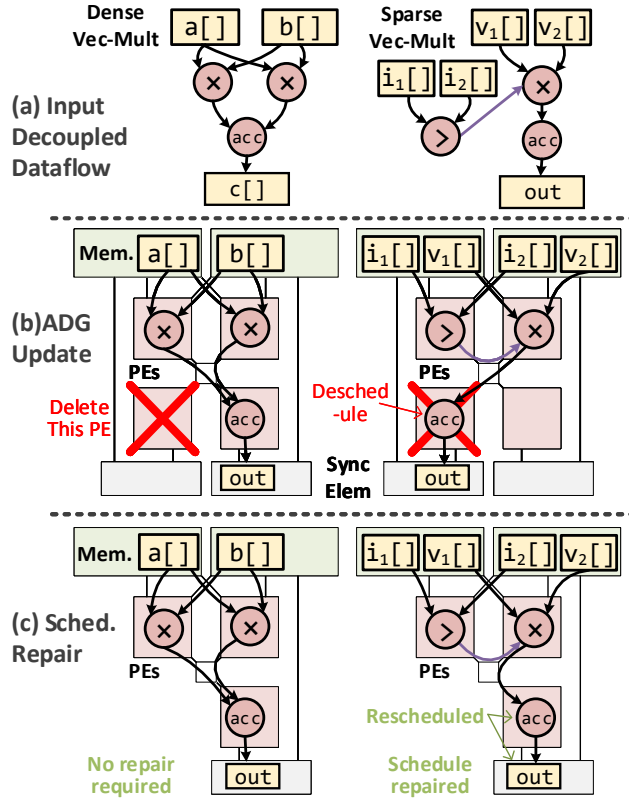 Dense
Vec-Mult
a[] b[]
× ×
acc
c[]
Sparse
Vec-Mult
v₁[] v₂[]
i₁[] i₂[]
> ×
acc
out
(a) Input
Decoupled
Dataflow
Mem. a[] b[]
× ×
PEs
Delete
This PE
acc
out
i₁[] v₁[] i₂[] v₂[]
> ×
PEs
Desched
-ule
acc
Sync
Elem
out
(b)ADG
Update
Mem. a[] b[]
× ×
PEs
acc
No repair
required
out
i₁[] v₁[] i₂[] v₂[]
> ×
PEs
Rescheduled
acc
Schedule
repaired
out
(c) Sched.
Repair